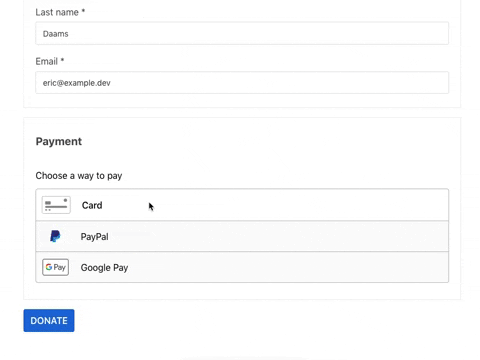 Last name *
Daams
Email *
eric@example.dev
Payment
Choose a way to pay
Card
PayPal
G Pay Google Pay
DONATE